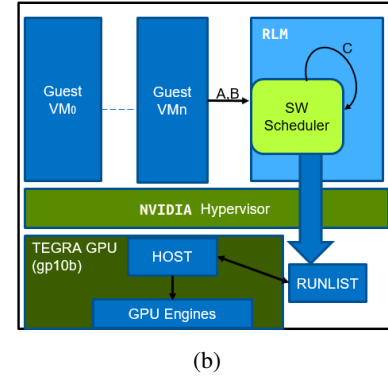 RLM
C
Guest
VM0
Guest
VMn
A,B
SW
Scheduler
NVIDIA Hypervisor
TEGRA GPU
(gp10b)
HOST
RUNLIST
GPU Engines
(b)